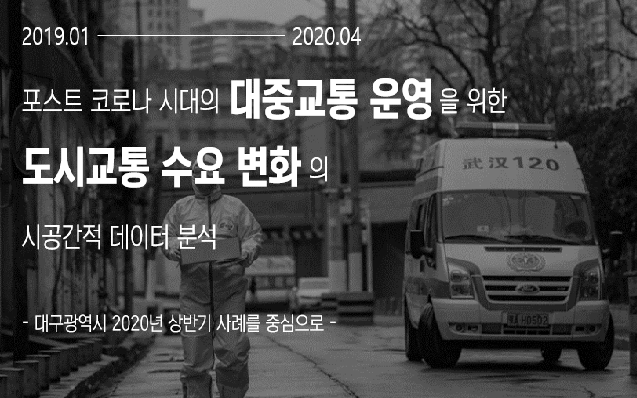 2019.01 2020.04
포스트 코로나 시대의 대중교통 운영을 위한
도시교통 수요 변화의
시공간적 데이터 분석
- 대구광역시 2020년 상반기 사례를 중심으로 -
武汉120